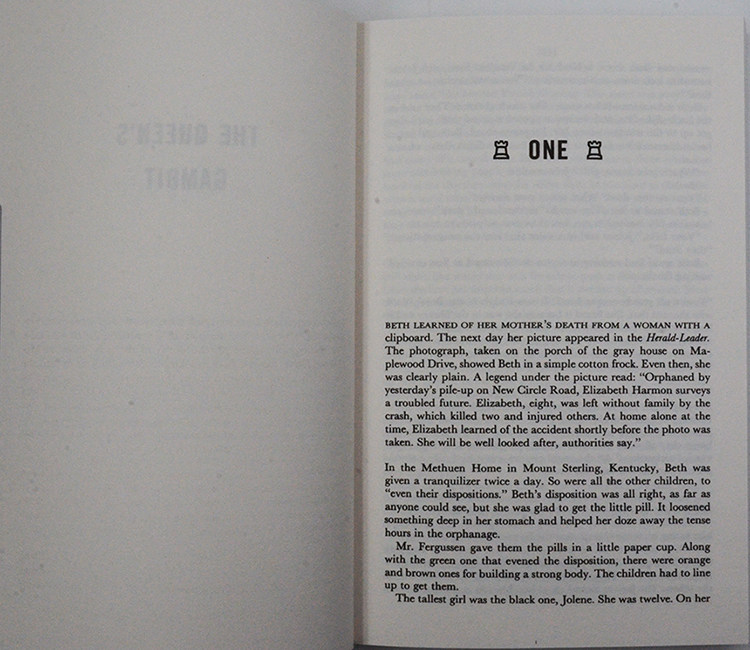 THE QUEEN'S
GAMBIT
ONE
BETH LEARNED OF HER MOTHER'S DEATH FROM A WOMAN WITH A
clipboard. The next day her picture appeared in the Herald-Leader.
The photograph, taken on the porch of the gray house on Ma-
plewood Drive, showed Beth in a simple cotton frock. Even then, she
was clearly plain. A legend under the picture read: “Orphaned by
yesterday's pile-up on New Circle Road, Elizabeth Harmon surveys
a troubled future. Elizabeth, eight, was left without family by the
crash, which killed two and injured others. At home alone at the
time, Elizabeth learned of the accident shortly before the photo was
taken. She will be well looked after, authorities say.”
In the Methuen Home in Mount Sterling, Kentucky, Beth was
given a tranquilizer twice a day. So were all the other children, to
“even their dispositions.” Beth's disposition was all right, as far as
anyone could see, but she was glad to get the little pill. It loosened
something deep in her stomach and helped her doze away the tense
hours in the orphanage.
Mr. Fergussen gave them the pills in a little paper cup. Along
with the green one that evened the disposition, there were orange
and brown ones for building a strong body. The children had to line
up to get them.
The tallest girl was the black one, Jolene. She was twelve. On her